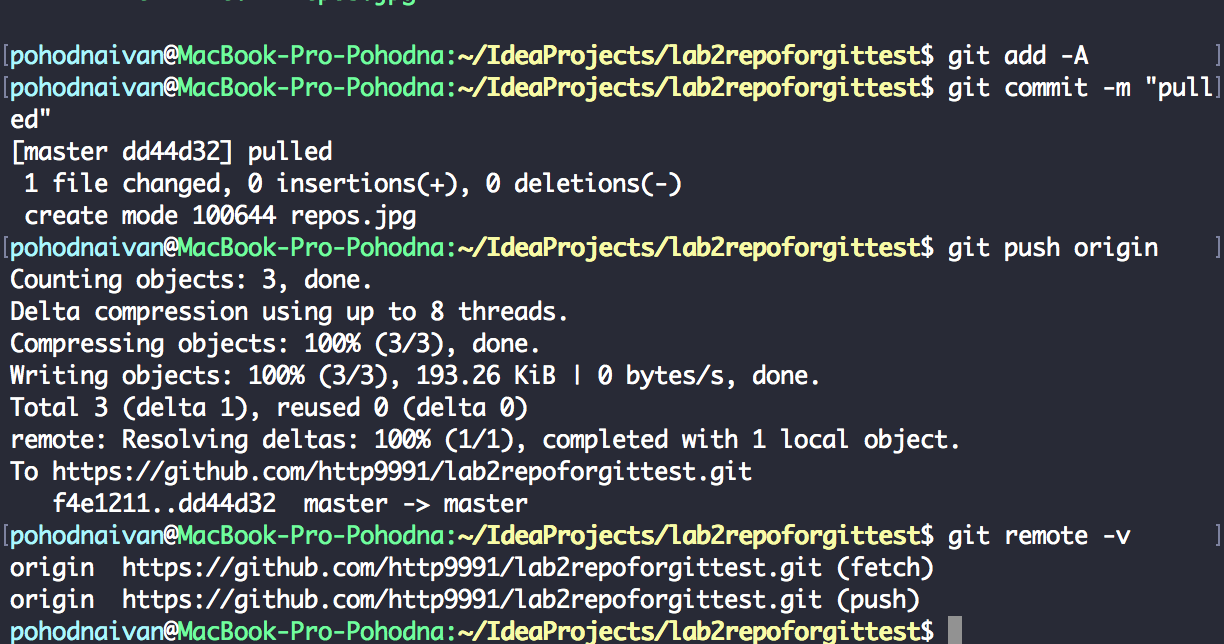 repos.jpg
[pohodnaivan@MacBook-Pro-Pohodna:~/IdeaProjects/lab2repoforgittest$ git add -A ]
[pohodnaivan@MacBook-Pro-Pohodna:~/IdeaProjects/lab2repoforgittest$ git commit -m "pull]
ed"
[master dd44d32] pulled
 1 file changed, 0 insertions(+), 0 deletions(-)
 create mode 100644 repos.jpg
[pohodnaivan@MacBook-Pro-Pohodna:~/IdeaProjects/lab2repoforgittest$ git push origin ]
Counting objects: 3, done.
Delta compression using up to 8 threads.
Compressing objects: 100% (3/3), done.
Writing objects: 100% (3/3), 193.26 KiB | 0 bytes/s, done.
Total 3 (delta 1), reused 0 (delta 0)
remote: Resolving deltas: 100% (1/1), completed with 1 local object.
To https://github.com/http9991/lab2repoforgittest.git
   f4e1211..dd44d32  master -> master
[pohodnaivan@MacBook-Pro-Pohodna:~/IdeaProjects/lab2repoforgittest$ git remote -v ]
origin  https://github.com/http9991/lab2repoforgittest.git (fetch)
origin  https://github.com/http9991/lab2repoforgittest.git (push)
pohodnaivan@MacBook-Pro-Pohodna:~/IdeaProjects/lab2repoforgittest$